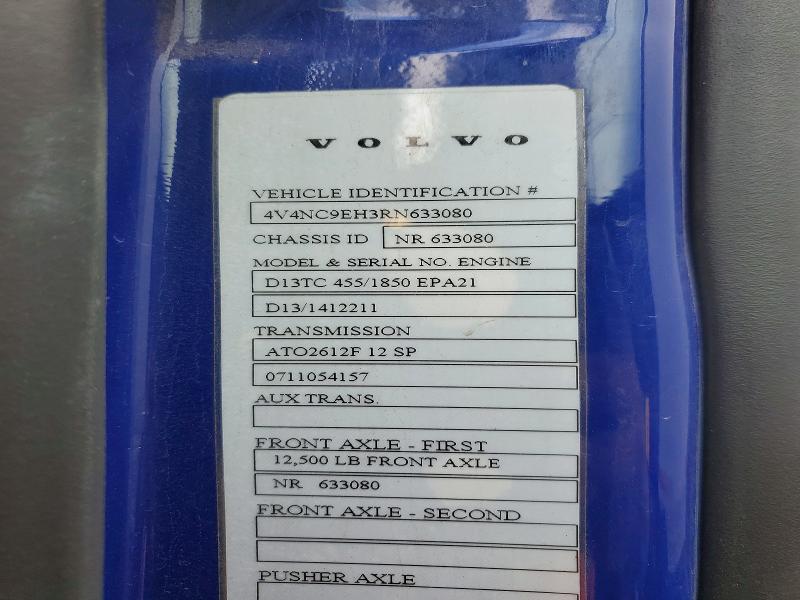 VOLVO
VEHICLE IDENTIFICATION #
4V4NC9EH3RN633080
CHASSIS ID NR 633080
MODEL & SERIAL NO. ENGINE
D13TC 455/1850 EPA21
D13/1412211
TRANSMISSION
ATO2612F 12 SP
0711054157
AUX TRANS.
FRONT AXLE - FIRST
12,500 LB FRONT AXLE
NR 633080
FRONT AXLE - SECOND
PUSHER AXLE